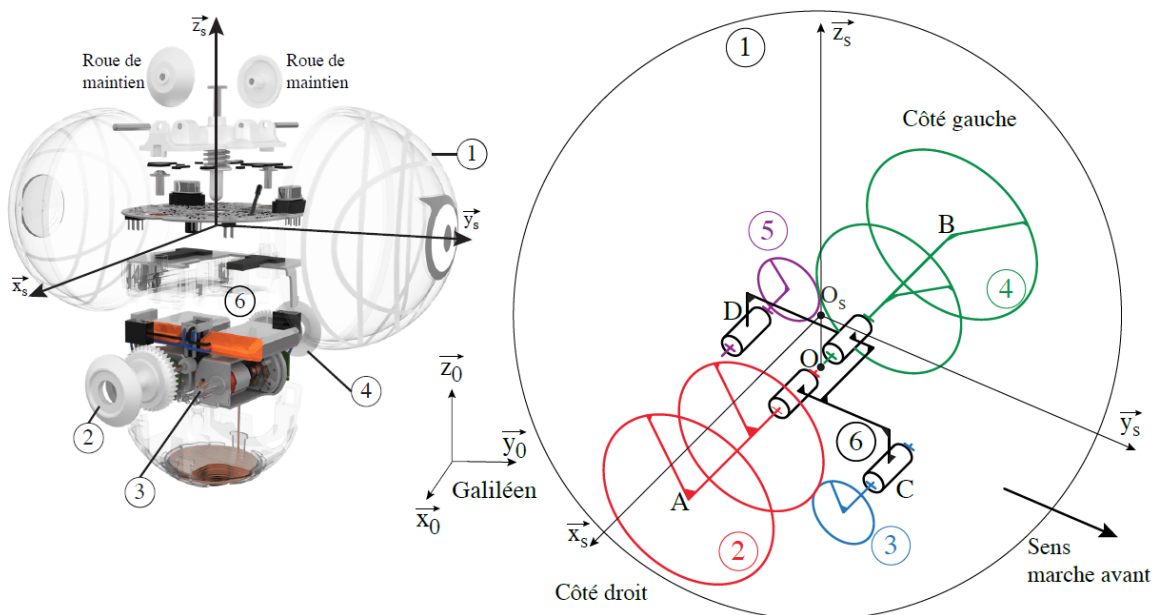 z_s
Roue de
maintien
Roue de
maintien
1
y_s
x_s
6
4
2
3
z_0
y_0
Galiléen
x_0
1
z_s
Côté gauche
5
B
4
D
O_s
O
y_s
6
A
C
x_s
2
3
Côté droit
Sens
marche avant